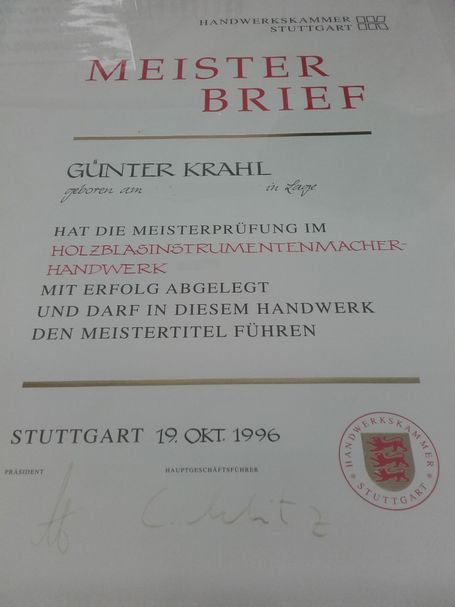 HANDWERKSKAMMER
STUTTGART
MEISTER
BRIEF
GÜNTER KRAHL
geboren am in Lage
HAT DIE MEISTERPRÜFUNG IM
HOLZBLASINSTRUMENTENMACHER-
HANDWERK
MIT ERFOLG ABGELEGT
UND DARF IN DIESEM HANDWERK
DEN MEISTERTITEL FÜHREN
STUTTGART 19. OKT. 1996
PRÄSIDENT HAUPTGESCHÄFTSFÜHRER
HANDWERKSKAMMER
STUTTGART